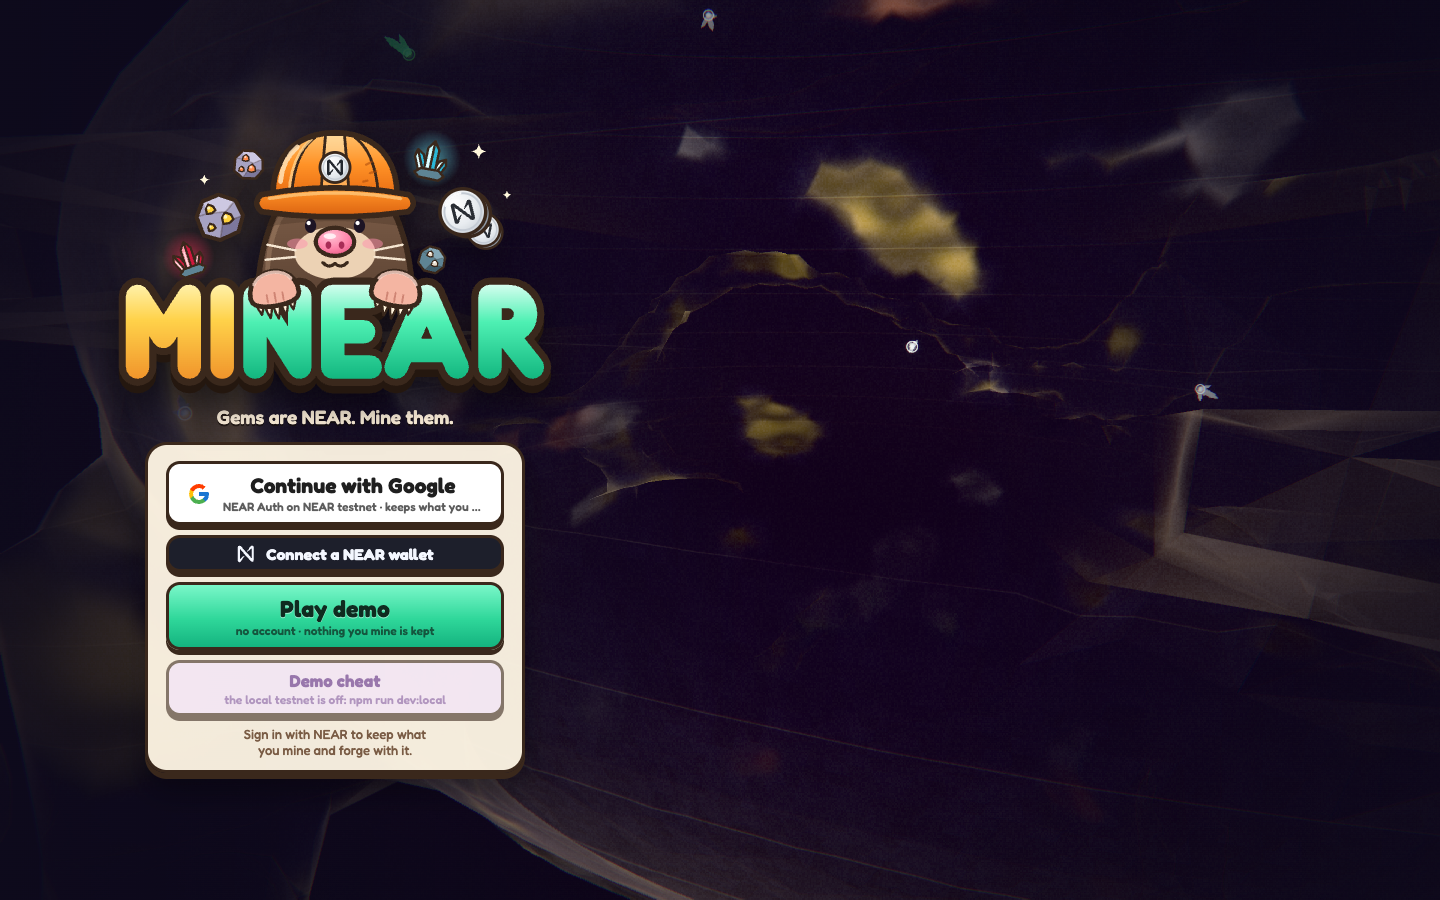 MINEAR
Gems are NEAR. Mine them.
Continue with Google
NEAR Auth on NEAR testnet · keeps what you ...
Connect a NEAR wallet
Play demo
no account · nothing you mine is kept
Demo cheat
the local testnet is off: npm run dev:local
Sign in with NEAR to keep what
you mine and forge with it.